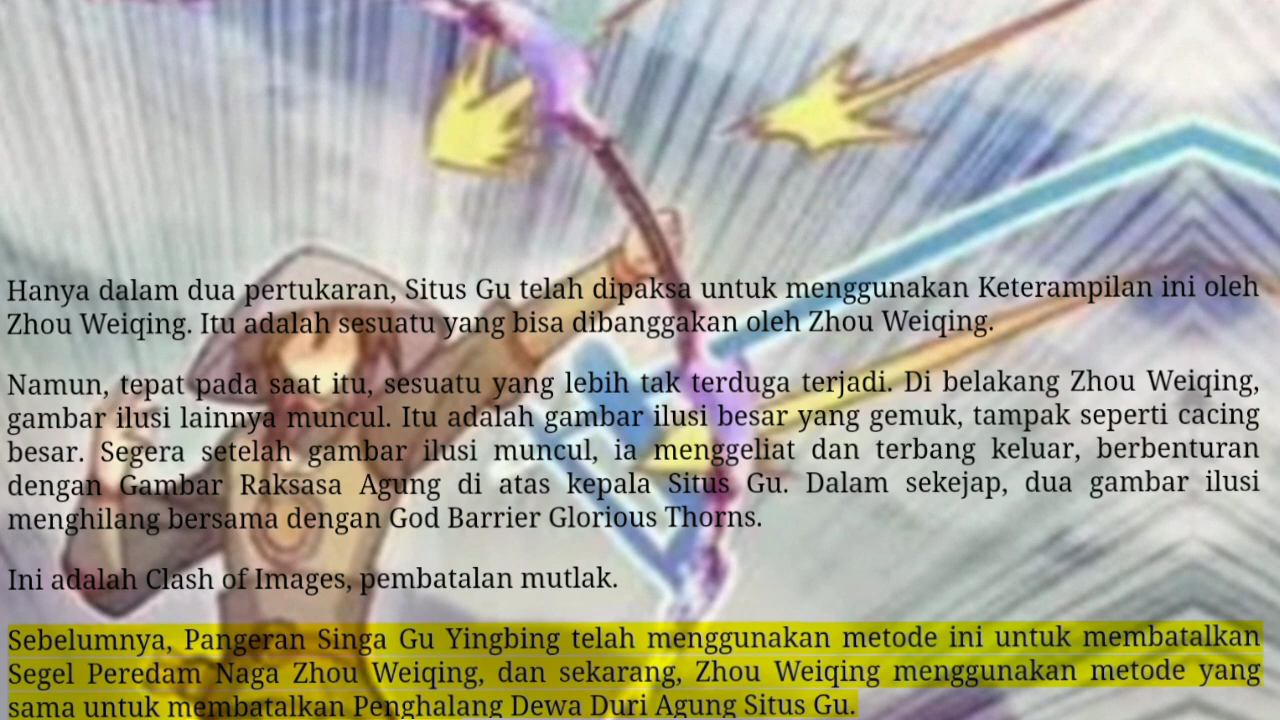 Hanya dalam dua pertukaran, Situs Gu telah dipaksa untuk menggunakan Keterampilan ini oleh
Zhou Weiqing. Itu adalah sesuatu yang bisa dibanggakan oleh Zhou Weiqing.
Namun, tepat pada saat itu, sesuatu yang lebih tak terduga terjadi. Di belakang Zhou Weiqing,
gambar ilusi lainnya muncul. Itu adalah gambar ilusi besar yang gemuk, tampak seperti cacing
besar. Segera setelah gambar ilusi muncul, ia menggeliat dan terbang keluar, berbenturan
dengan Gambar Raksasa Agung di atas kepala Situs Gu. Dalam sekejap, dua gambar ilusi
menghilang bersama dengan God Barrier Glorious Thorns.
Ini adalah Clash of Images, pembatalan mutlak.
Sebelumnya, Pangeran Singa Gu Yingbing telah menggunakan metode ini untuk membatalkan
Segel Peredam Naga Zhou Weiqing, dan sekarang, Zhou Weiqing menggunakan metode yang
sama untuk membatalkan Penghalang Dewa Duri Agung Situs Gu.